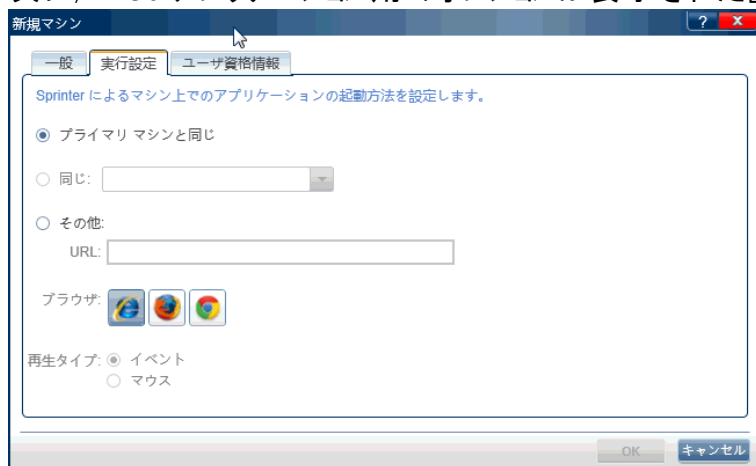 新規マシン
? X
一般 実行設定 ユーザ資格情報
Sprinter によるマシン上でのアプリケーションの起動方法を設定します。
プライマリ マシンと同じ
同じ:
その他:
URL:
ブラウザ:
再生タイプ: イベント
マウス
OK キャンセル